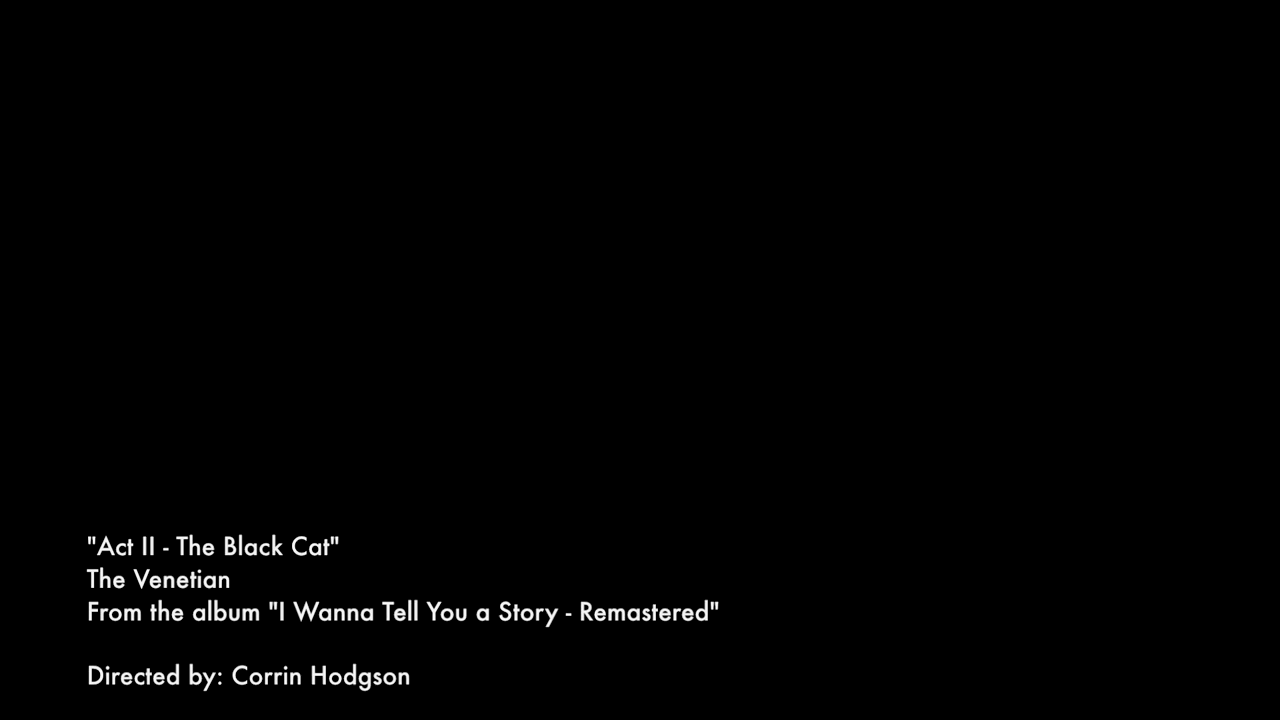 "Act II - The Black Cat"
The Venetian
From the album "I Wanna Tell You a Story - Remastered"
Directed by: Corrin Hodgson